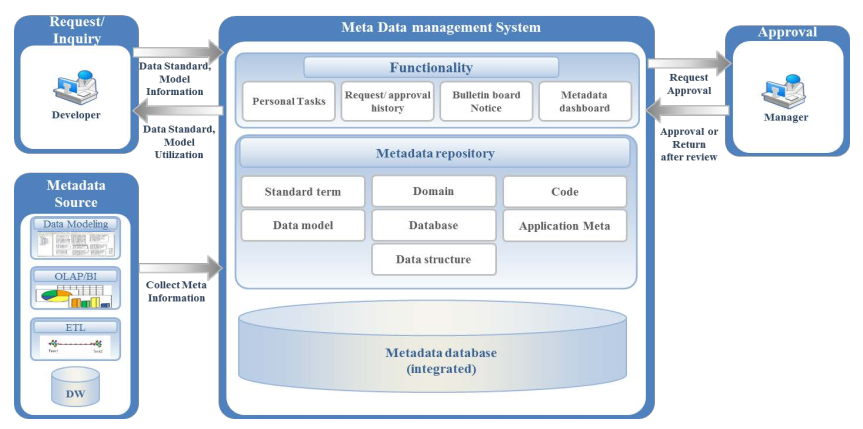 Request/
Inquiry
Developer
Data Standard,
Model
Information
Data Standard,
Model
Utilization
Metadata
Source
Data Modeling
OLAP/BI
ETL
DW
Collect Meta
Information
Meta Data management System
Functionality
Personal Tasks
Request/ approval
history
Bulletin board
Notice
Metadata
dashboard
Metadata repository
Standard term
Domain
Code
Data model
Database
Application Meta
Data structure
Metadata database
(integrated)
Request
Approval
Approval or
Return
after review
Approval
Manager